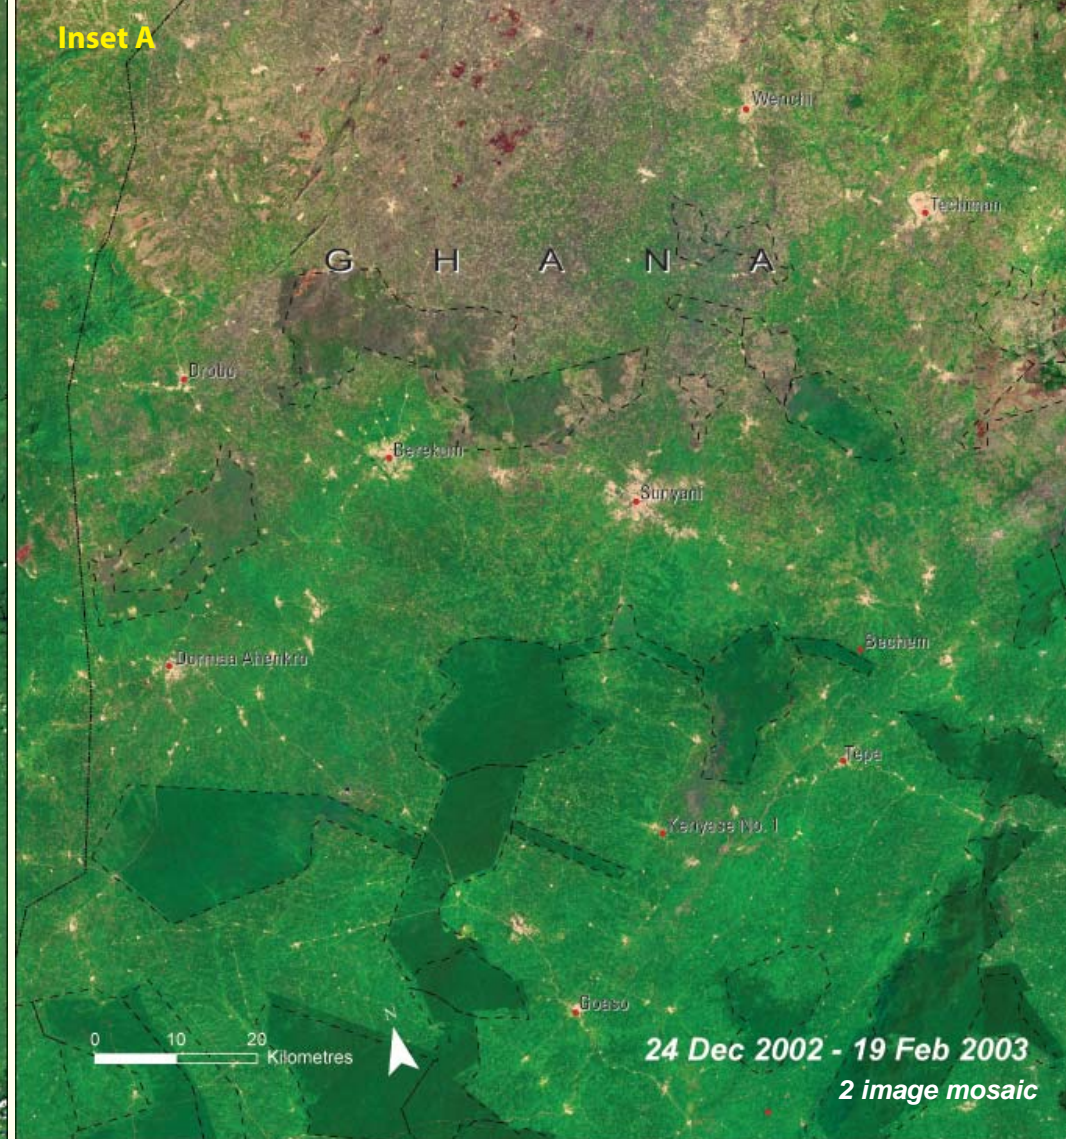 Inset A
Wenchi
Techiman
G H A N A
Drobo
Berekum
Sunyani
Dormaa Ahenkro
Bechem
Tepa
Kenyase No. 1
Goaso
N
0 10 20
Kilometres
24 Dec 2002 - 19 Feb 2003
2 image mosaic